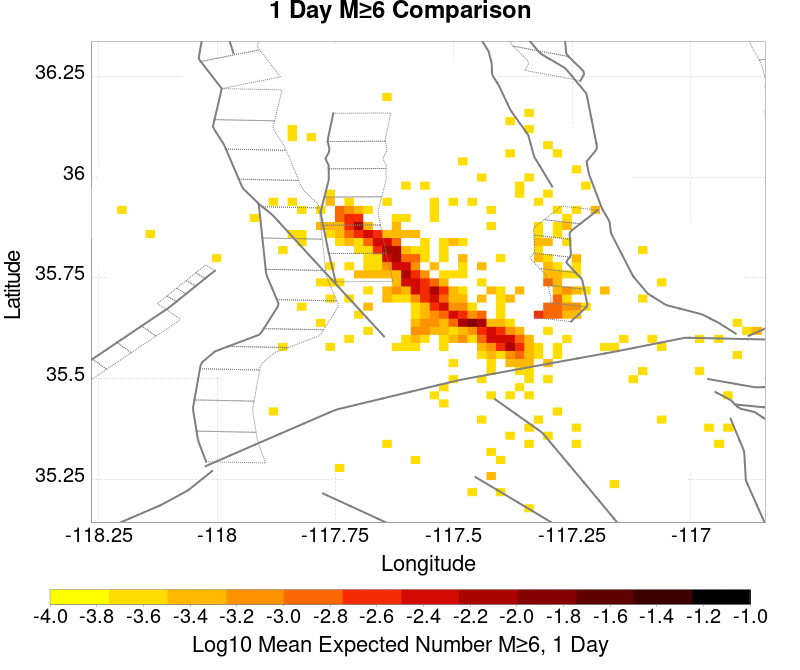 1 Day M≥6 Comparison
36.25
36
35.75
35.5
35.25
Latitude
-118.25 -118 -117.75 -117.5 -117.25 -117
Longitude
-4.0 -3.8 -3.6 -3.4 -3.2 -3.0 -2.8 -2.6 -2.4 -2.2 -2.0 -1.8 -1.6 -1.4 -1.2 -1.0
Log10 Mean Expected Number M≥6, 1 Day